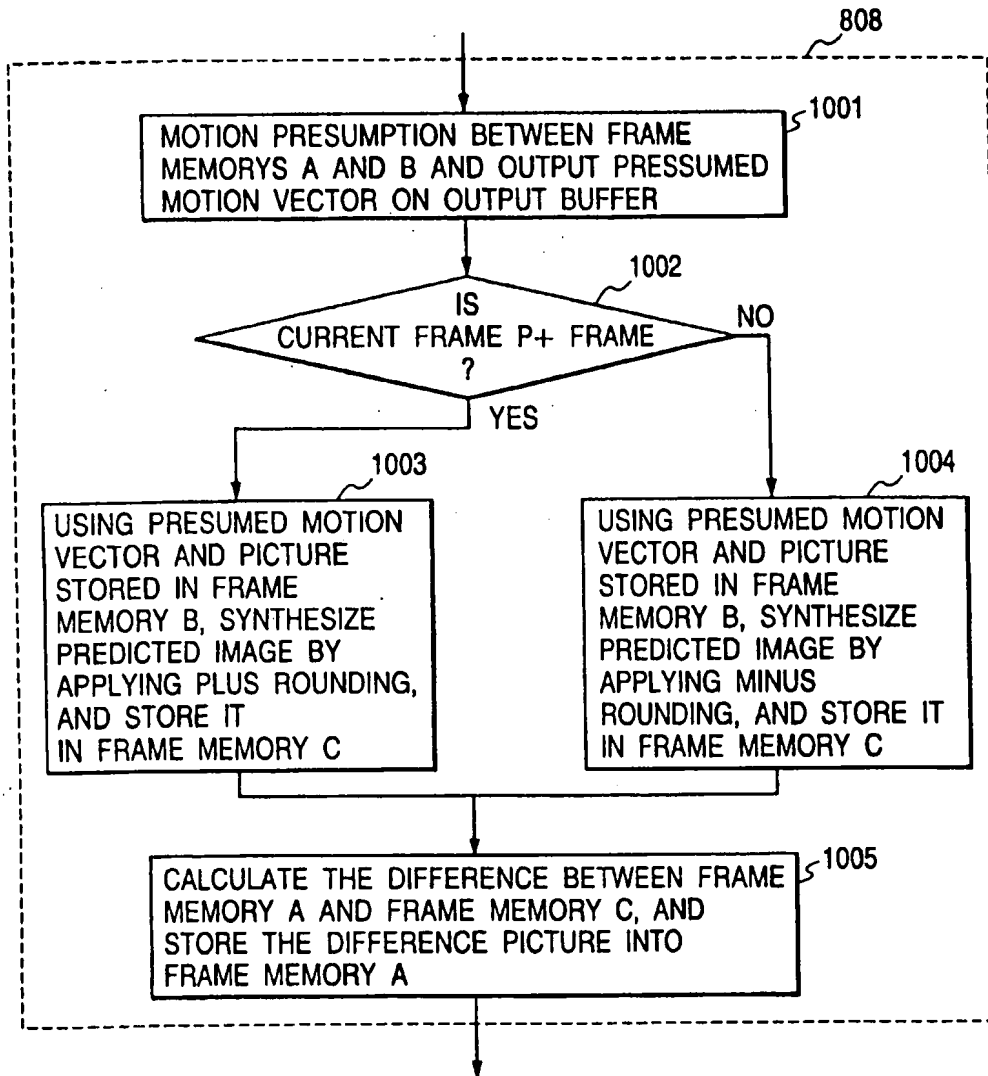 808
1001
MOTION PRESUMPTION BETWEEN FRAME
MEMORYS A AND B AND OUTPUT PRESSUMED
MOTION VECTOR ON OUTPUT BUFFER
1002
IS
CURRENT FRAME P+ FRAME
?
NO
YES
1003
USING PRESUMED MOTION
VECTOR AND PICTURE
STORED IN FRAME
MEMORY B, SYNTHESIZE
PREDICTED IMAGE BY
APPLYING PLUS ROUNDING,
AND STORE IT
IN FRAME MEMORY C
1004
USING PRESUMED MOTION
VECTOR AND PICTURE
STORED IN FRAME
MEMORY B, SYNTHESIZE
PREDICTED IMAGE BY
APPLYING MINUS
ROUNDING, AND STORE IT
IN FRAME MEMORY C
1005
CALCULATE THE DIFFERENCE BETWEEN FRAME
MEMORY A AND FRAME MEMORY C, AND
STORE THE DIFFERENCE PICTURE INTO
FRAME MEMORY A